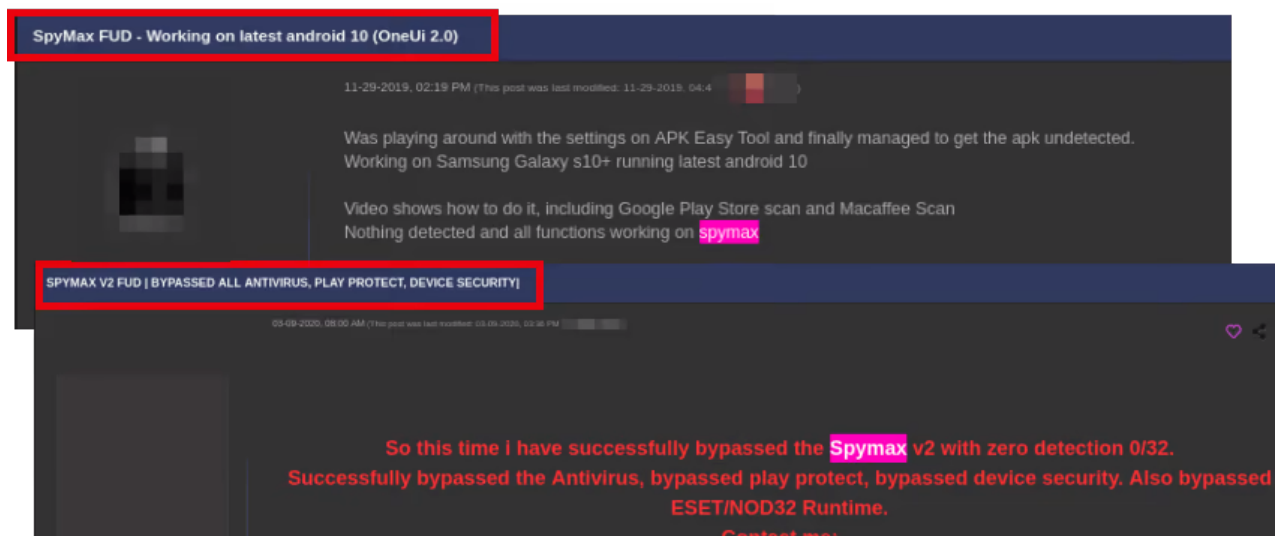 SpyMax FUD - Working on latest android 10 (OneUi 2.0)
11-29-2019, 02:19 PM (This post was last modified: 11-29-2019, 04:4
Was playing around with the settings on APK Easy Tool and finally managed to get the apk undetected.
Working on Samsung Galaxy s10+ running latest android 10
Video shows how to do it, including Google Play Store scan and Macaffee Scan
Nothing detected and all functions working on spymax
SPYMAX V2 FUD | BYPASSED ALL ANTIVIRUS, PLAY PROTECT, DEVICE SECURITY|
03-09-2020, 08:00 AM (This post was last modified: 03-09-2020, 03:36 PM
So this time i have successfully bypassed the Spymax v2 with zero detection 0/32.
Successfully bypassed the Antivirus, bypassed play protect, bypassed device security. Also bypassed
ESET/NOD32 Runtime.
Contact me: